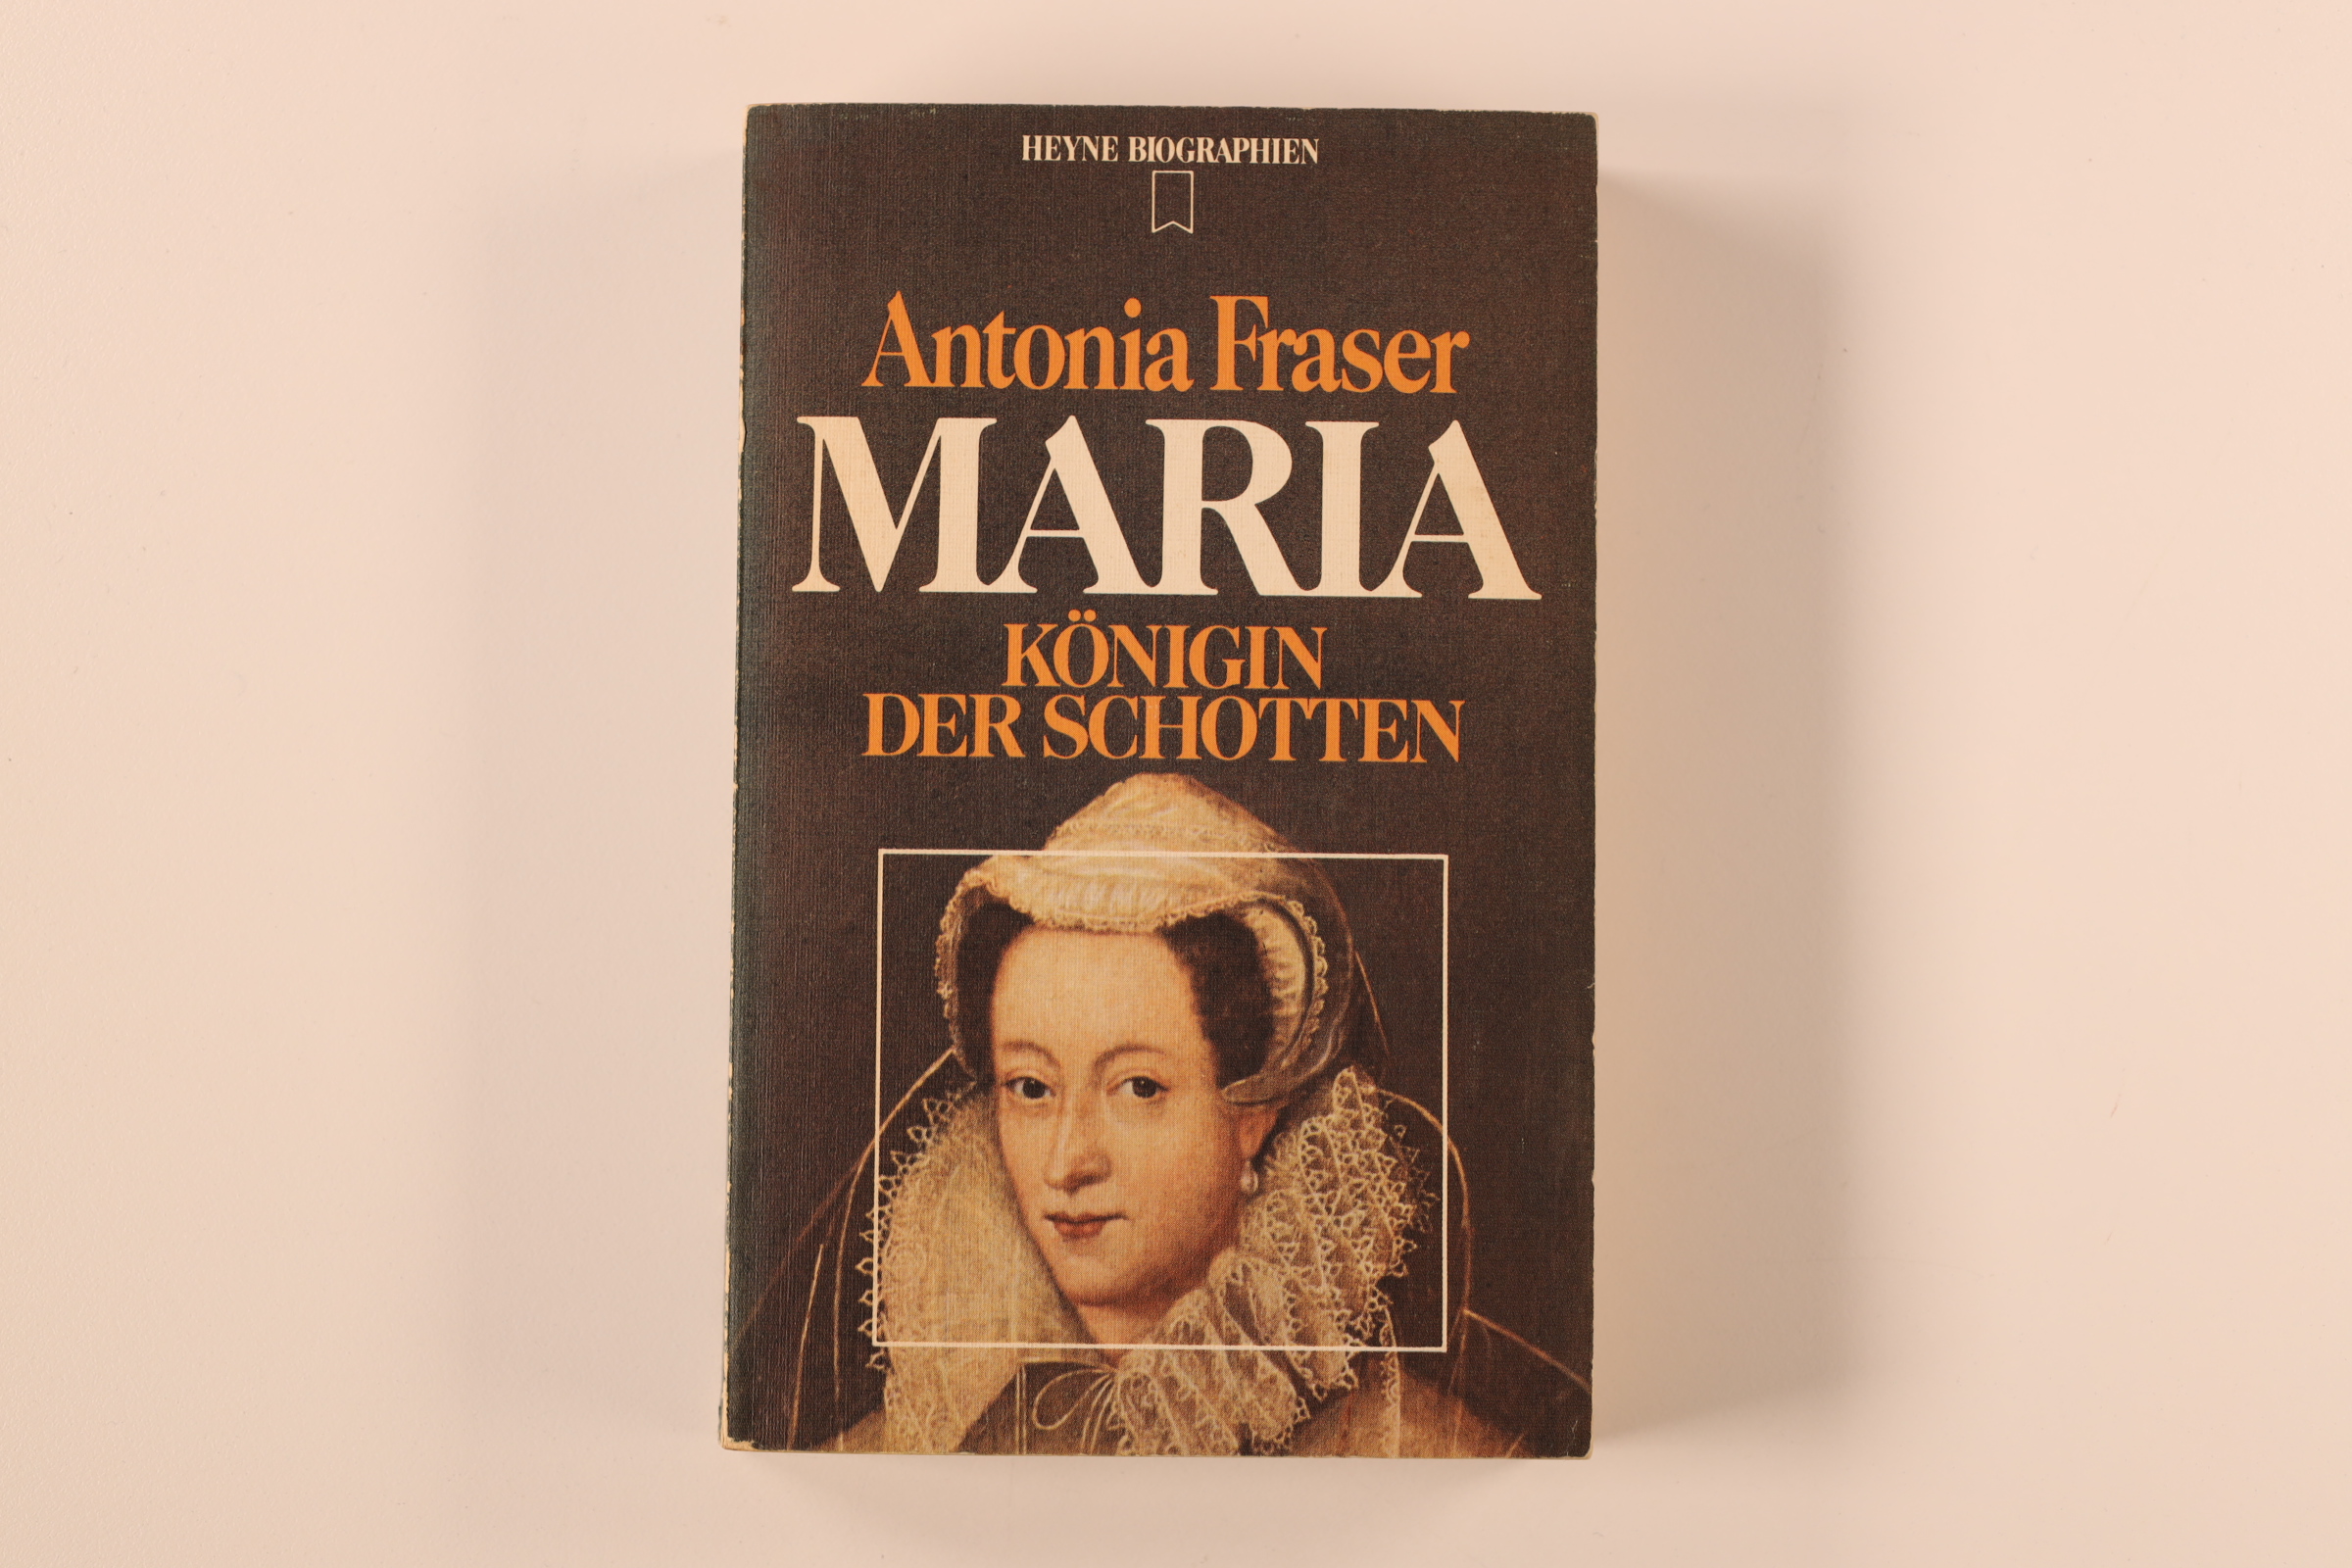 HEYNE BIOGRAPHIEN
Antonia Fraser
MARIA
KÖNIGIN
DER SCHOTTEN